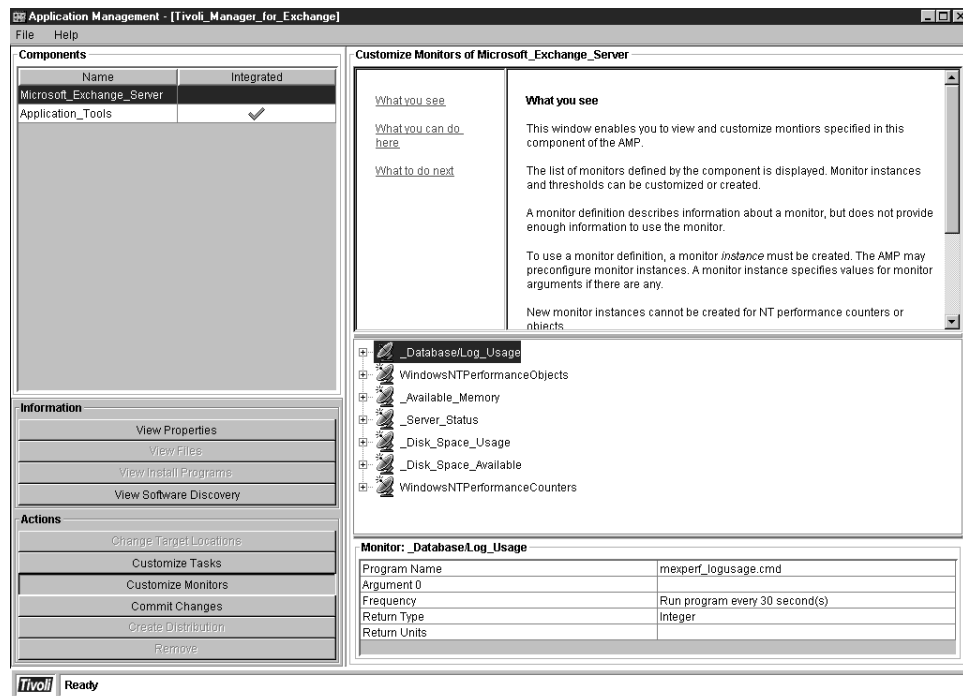 Application Management - [Tivoli_Manager_for_Exchange]
File Help
Components
Name Integrated
Microsoft_Exchange_Server
Application_Tools
Information
View Properties
View Files
View Install Programs
View Software Discovery
Actions
Change Target Locations
Customize Tasks
Customize Monitors
Commit Changes
Create Distribution
Remove
Customize Monitors of Microsoft_Exchange_Server
What you see
What you can do
here
What to do next
What you see
This window enables you to view and customize montiors specified in this
component of the AMP.
The list of monitors defined by the component is displayed. Monitor instances
and thresholds can be customized or created.
A monitor definition describes information about a monitor, but does not provide
enough information to use the monitor.
To use a monitor definition, a monitor instance must be created. The AMP may
preconfigure monitor instances. A monitor instance specifies values for monitor
arguments if there are any.
New monitor instances cannot be created for NT performance counters or
objects
_Database/Log_Usage
WindowsNTPerformanceObjects
_Available_Memory
_Server_Status
_Disk_Space_Usage
_Disk_Space_Available
WindowsNTPerformanceCounters
Monitor: _Database/Log_Usage
Program Name mexperf_logusage.cmd
Argument 0
Frequency Run program every 30 second(s)
Return Type Integer
Return Units
Tivoli Ready